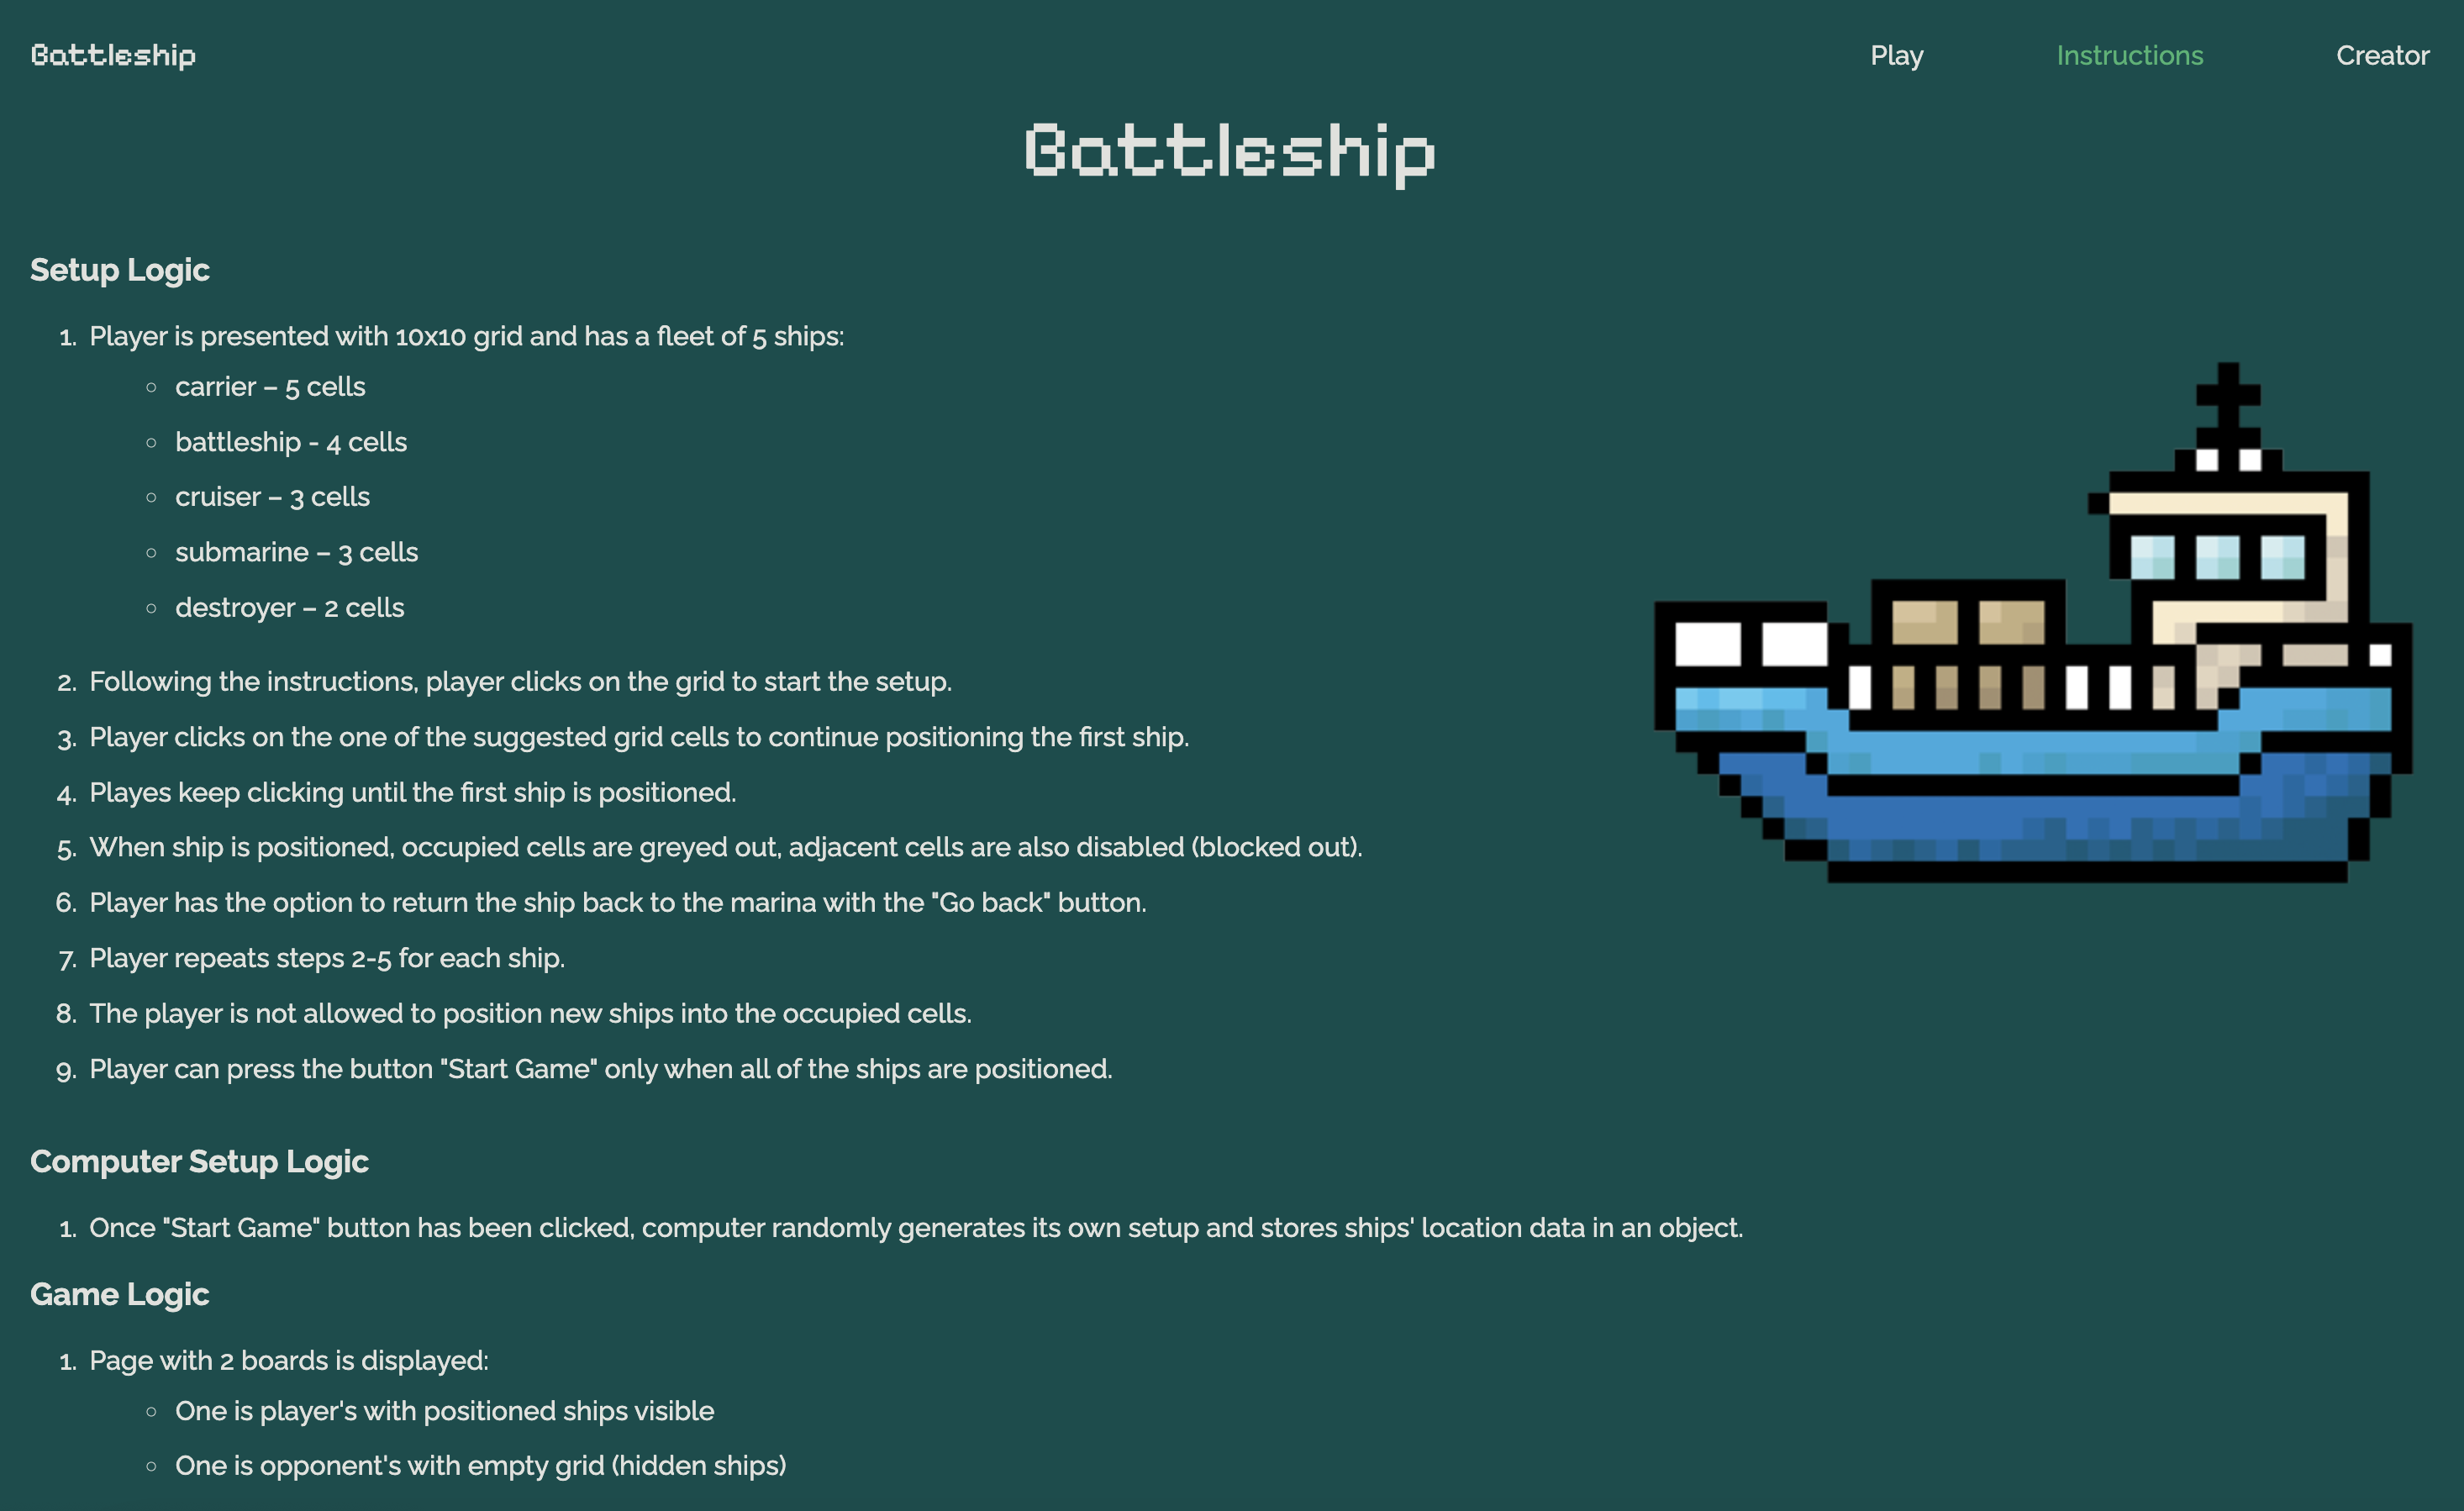 Battleship
Play
Instructions
Creator
Battleship
Setup Logic
1. Player is presented with 10x10 grid and has a fleet of 5 ships:
◦ carrier – 5 cells
◦ battleship - 4 cells
◦ cruiser – 3 cells
◦ submarine – 3 cells
◦ destroyer – 2 cells
2. Following the instructions, player clicks on the grid to start the setup.
3. Player clicks on the one of the suggested grid cells to continue positioning the first ship.
4. Playes keep clicking until the first ship is positioned.
5. When ship is positioned, occupied cells are greyed out, adjacent cells are also disabled (blocked out).
6. Player has the option to return the ship back to the marina with the "Go back" button.
7. Player repeats steps 2-5 for each ship.
8. The player is not allowed to position new ships into the occupied cells.
9. Player can press the button "Start Game" only when all of the ships are positioned.
Computer Setup Logic
1. Once "Start Game" button has been clicked, computer randomly generates its own setup and stores ships' location data in an object.
Game Logic
1. Page with 2 boards is displayed:
◦ One is player's with positioned ships visible
◦ One is opponent's with empty grid (hidden ships)